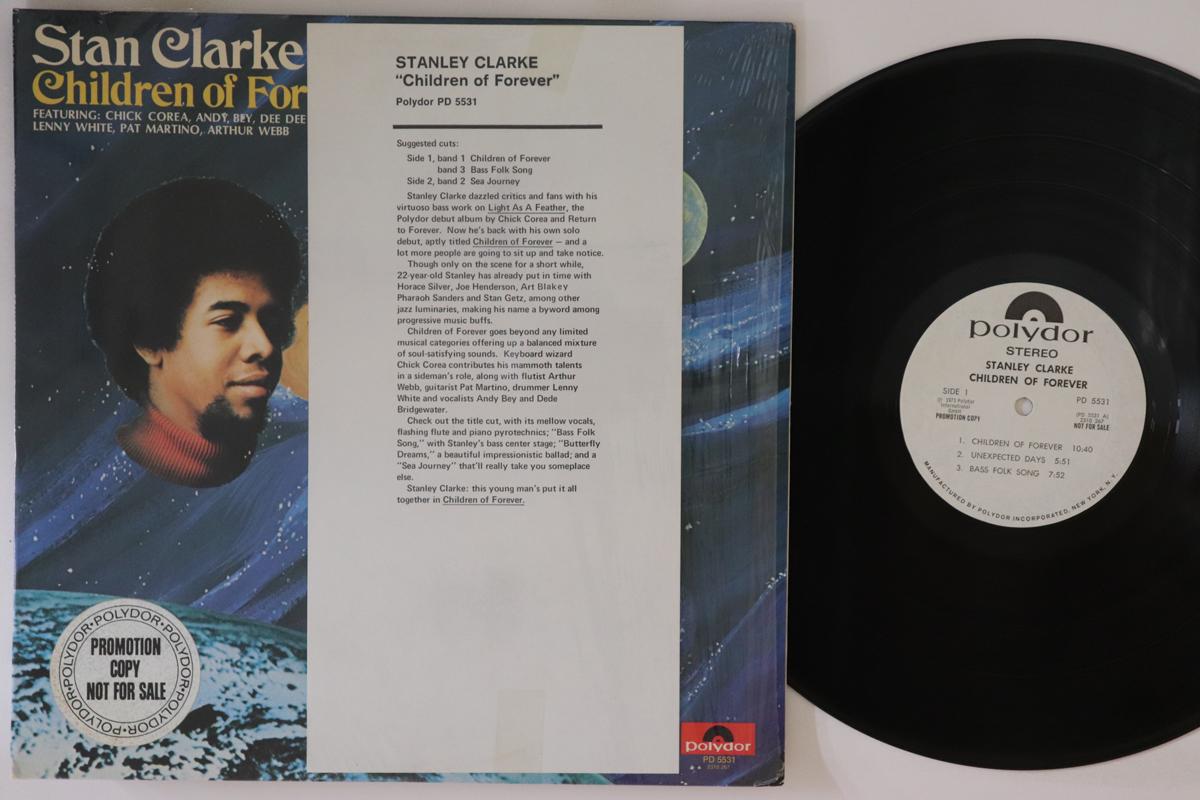 Stan Clarke
Children of For
FEATURING: CHICK COREA, ANDY BEY, DEE DEE
LENNY WHITE, PAT MARTINO, ARTHUR WEBB
STANLEY CLARKE
"Children of Forever"
Polydor PD 5531
Suggested cuts:
Side 1, band 1 Children of Forever
band 3 Bass Folk Song
Side 2, band 2 Sea Journey
Stanley Clarke dazzled critics and fans with his
virtuoso bass work on Light As A Feather, the
Polydor debut album by Chick Corea and Return
to Forever. Now he's back with his own solo
debut, aptly titled Children of Forever — and a
lot more people are going to sit up and take notice.
Though only on the scene for a short while,
22-year-old Stanley has already put in time with
Horace Silver, Joe Henderson, Art Blakey
Pharaoh Sanders and Stan Getz, among other
jazz luminaries, making his name a byword among
progressive music buffs.
Children of Forever goes beyond any limited
musical categories offering up a balanced mixture
of soul-satisfying sounds. Keyboard wizard
Chick Corea contributes his mammoth talents
in a sideman's role, along with flutist Arthur
Webb, guitarist Pat Martino, drummer Lenny
White and vocalists Andy Bey and Dede
Bridgewater.
Check out the title cut, with its mellow vocals,
flashing flute and piano pyrotechnics; "Bass Folk
Song," with Stanley's bass center stage; "Butterfly
Dreams," a beautiful impressionistic ballad; and a
"Sea Journey" that'll really take you someplace
else.
Stanley Clarke: this young man's put it all
together in Children of Forever.
POLYDOR•POLYDOR•POLYDOR•POLYDOR•POLYDOR•
PROMOTION
COPY
NOT FOR SALE
polydor
PD 5531
2310 267
polydor
STEREO
STANLEY CLARKE
CHILDREN OF FOREVER
SIDE 1
Ⓟ 1973 Polydor
International
GmbH
PROMOTION COPY
PD 5531
(PD 5531 A)
2310 267
NOT FOR SALE
1. CHILDREN OF FOREVER 10:40
2. UNEXPECTED DAYS 5:51
3. BASS FOLK SONG 7:52
MANUFACTURED BY POLYDOR INCORPORATED, NEW YORK, N.Y.